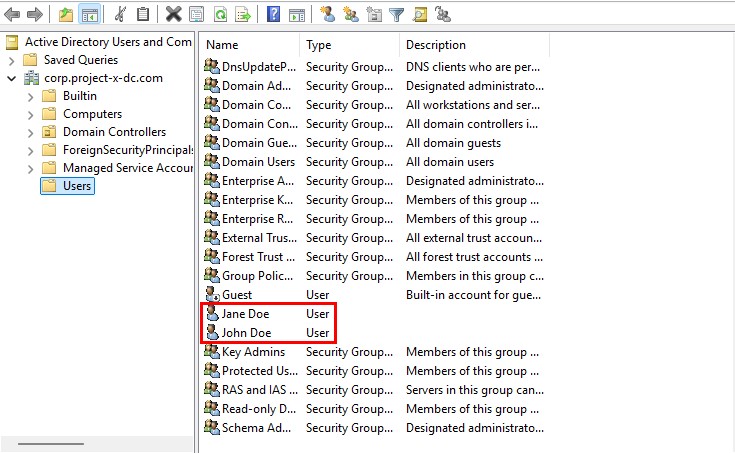 Active Directory Users and Com
Saved Queries
corp.project-x-dc.com
Builtin
Computers
Domain Controllers
ForeignSecurityPrincipals
Managed Service Accour
Users
Name Type Description
DnsUpdateP... Security Group... DNS clients who are per...
Domain Ad... Security Group... Designated administrato...
Domain Co... Security Group... All workstations and ser...
Domain Con... Security Group... All domain controllers i...
Domain Gue... Security Group... All domain guests
Domain Users Security Group... All domain users
Enterprise A... Security Group... Designated administrato...
Enterprise K... Security Group... Members of this group ...
Enterprise R... Security Group... Members of this group ...
External Trus... Security Group... All external trust accoun...
Forest Trust ... Security Group... All forest trust accounts ...
Group Polic... Security Group... Members in this group c...
Guest User Built-in account for gue...
Jane Doe User
John Doe User
Key Admins Security Group... Members of this group ...
Protected Us... Security Group... Members of this group ...
RAS and IAS ... Security Group... Servers in this group can...
Read-only D... Security Group... Members of this group ...
Schema Ad... Security Group... Designated administrato...